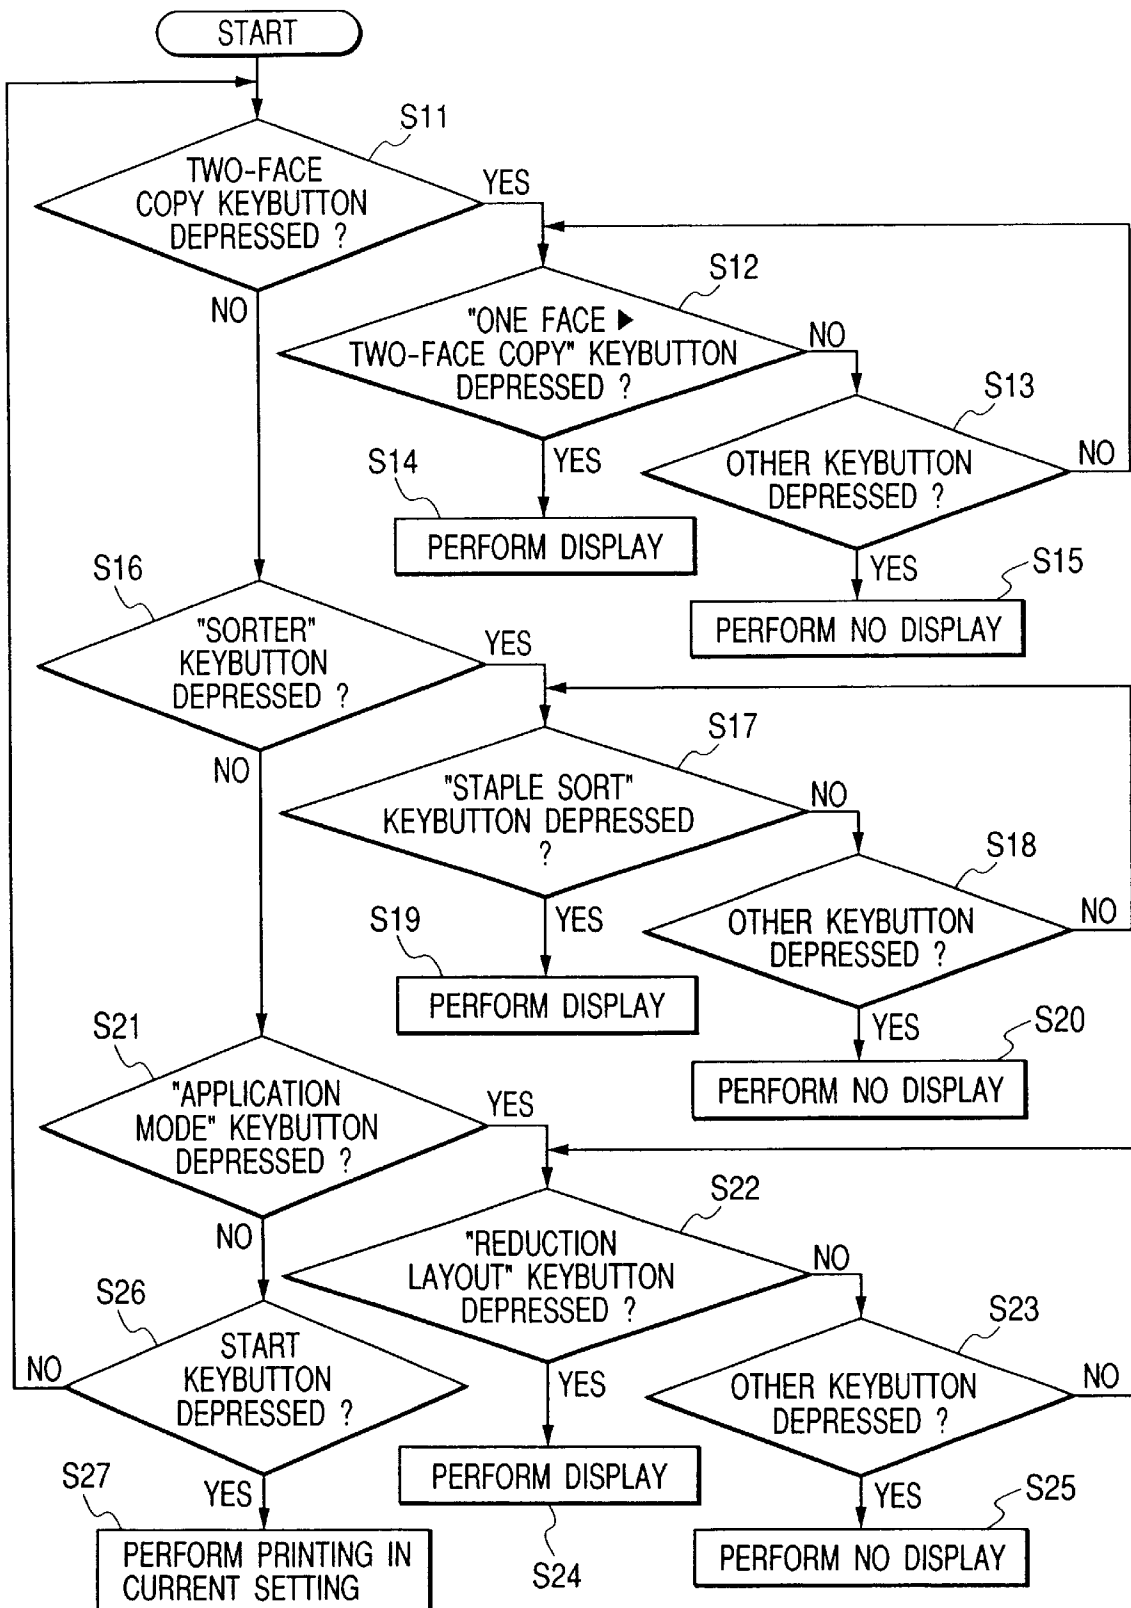 START
S11
TWO-FACE
COPY KEYBUTTON
DEPRESSED ?
YES
NO
S12
"ONE FACE ▶
TWO-FACE COPY" KEYBUTTON
DEPRESSED ?
NO
YES
S13
OTHER KEYBUTTON
DEPRESSED ?
NO
YES
S14
PERFORM DISPLAY
S15
PERFORM NO DISPLAY
S16
"SORTER"
KEYBUTTON
DEPRESSED ?
YES
NO
S17
"STAPLE SORT"
KEYBUTTON DEPRESSED
?
NO
YES
S18
OTHER KEYBUTTON
DEPRESSED ?
NO
YES
S19
PERFORM DISPLAY
S20
PERFORM NO DISPLAY
S21
"APPLICATION
MODE" KEYBUTTON
DEPRESSED ?
YES
NO
S22
"REDUCTION
LAYOUT" KEYBUTTON
DEPRESSED ?
NO
YES
S23
OTHER KEYBUTTON
DEPRESSED ?
NO
YES
PERFORM DISPLAY
S24
S25
PERFORM NO DISPLAY
S26
START
KEYBUTTON
DEPRESSED ?
NO
YES
S27
PERFORM PRINTING IN
CURRENT SETTING